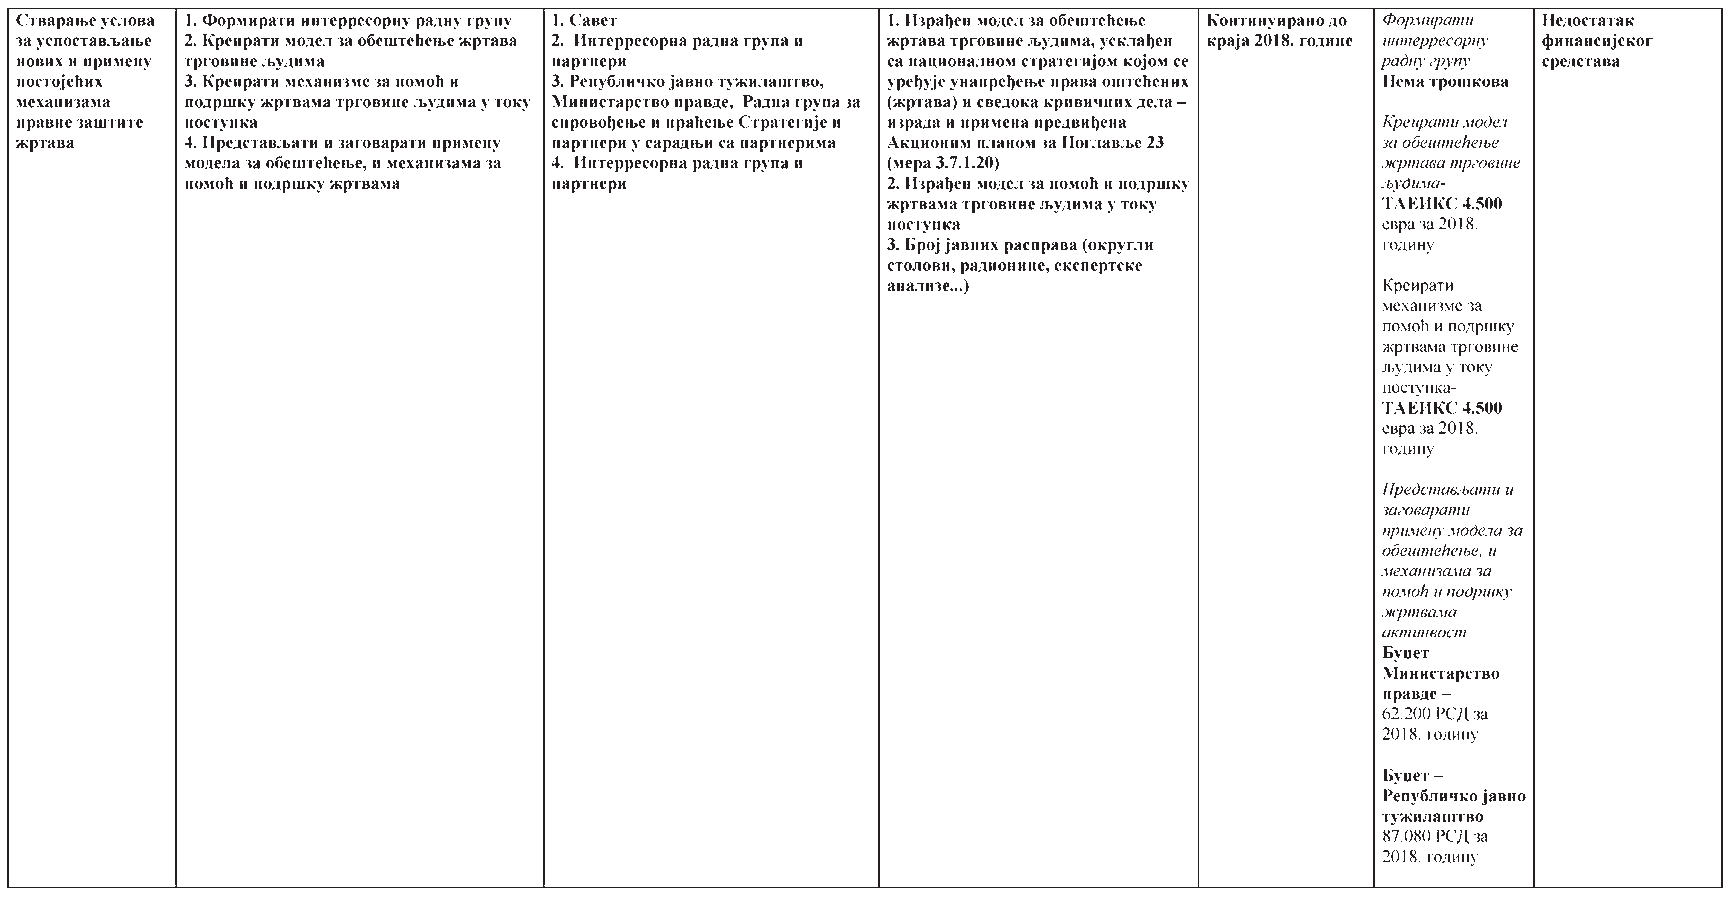 Стварање услова
за успостављање
нових и примену
постојећих
механизама
правне заштите
жртава
1. Формирати интерресорну радну групу
2. Креирати модел за обештећење жртава
трговине људима
3. Креирати механизме за помоћ и
подршку жртвама трговине људима у току
поступка
4. Представљати и заговарати примену
модела за обештећење, и механизама за
помоћ и подршку жртвама
1. Савет
2. Интерресорна радна група и
партнери
3. Републичко јавно тужилаштво,
Министарство правде, Радна група за
спровођење и праћење Стратегије и
партнери у сарадњи са партнерима
4. Интерресорна радна група и
партнери
1. Израђен модел за обештећење
жртава трговине људима, усклађен
са националном стратегијом којом се
уређује унапређење права оштећених
(жртава) и сведока кривичних дела –
израда и примена предвиђена
Акционим планом за Поглавље 23
(мера 3.7.1.20)
2. Израђен модел за помоћ и подршку
жртвама трговине људима у току
поступка
3. Број јавних расправа (округли
столови, радионице, експертске
анализе...)
Континуирано до
краја 2018. године
Формирати
интерресорну
радну групу
Нема трошкова
Креирати модел
за обештећење
жртава трговине
људима-
ТАЕИКС 4.500
евра за 2018.
годину
Креирати
механизме за
помоћ и подршку
жртвама трговине
људима у току
поступка-
ТАЕИКС 4.500
евра за 2018.
годину
Представљати и
заговарати
примену модела за
обештећење, и
механизама за
помоћ и подршку
жртвама
активност
Буџет
Министарство
правде –
62.200 РСД за
2018. годину
Буџет –
Републичко јавно
тужилаштво
87.080 РСД за
2018. годину
Недостатак
финансијског
средстава